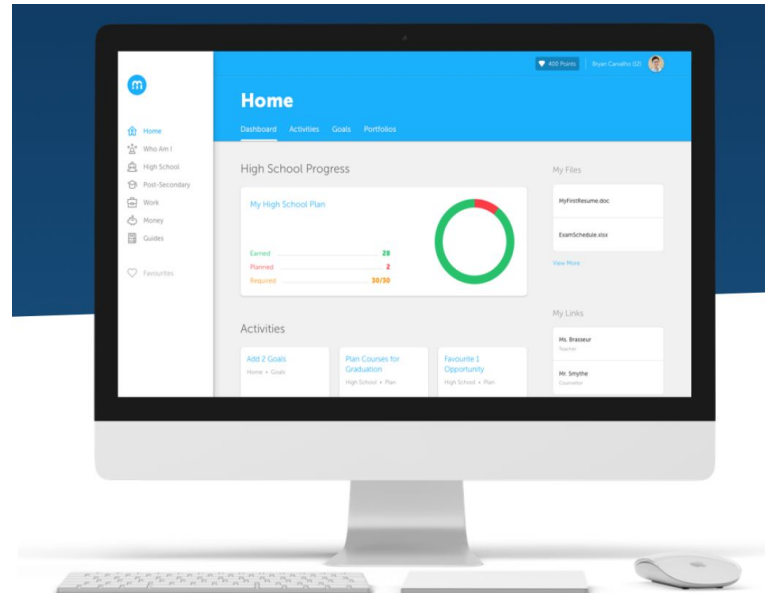 400 Points
Bryan Carvalho (12)
m
Home
Dashboard Activities Goals Portfolios
Home
Who Am I
High School
Post-Secondary
Work
Money
Guides
Favourites
High School Progress
My High School Plan
Earned 28
Planned 2
Required 30/30
Activities
Add 2 Goals
Home • Goals
Plan Courses for
Graduation
High School • Plan
Favourite 1
Opportunity
High School • Plan
My Files
MyFirstResume.doc
ExamSchedule.xlsx
View More
My Links
Ms. Brasseur
Teacher
Mr. Smythe
Counsellor